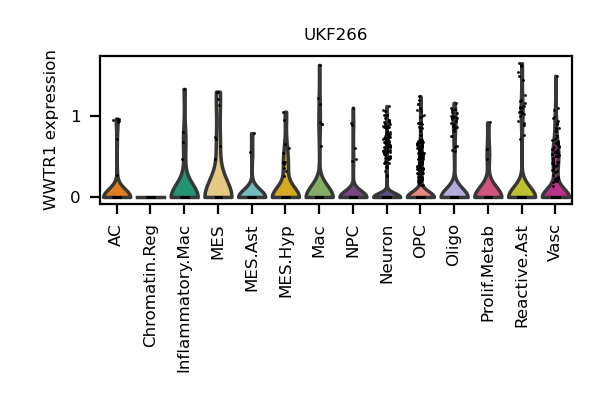 UKF266
WWTR1 expression
1
0
AC
Chromatin.Reg
Inflammatory.Mac
MES
MES.Ast
MES.Hyp
Mac
NPC
Neuron
OPC
Oligo
Prolif.Metab
Reactive.Ast
Vasc